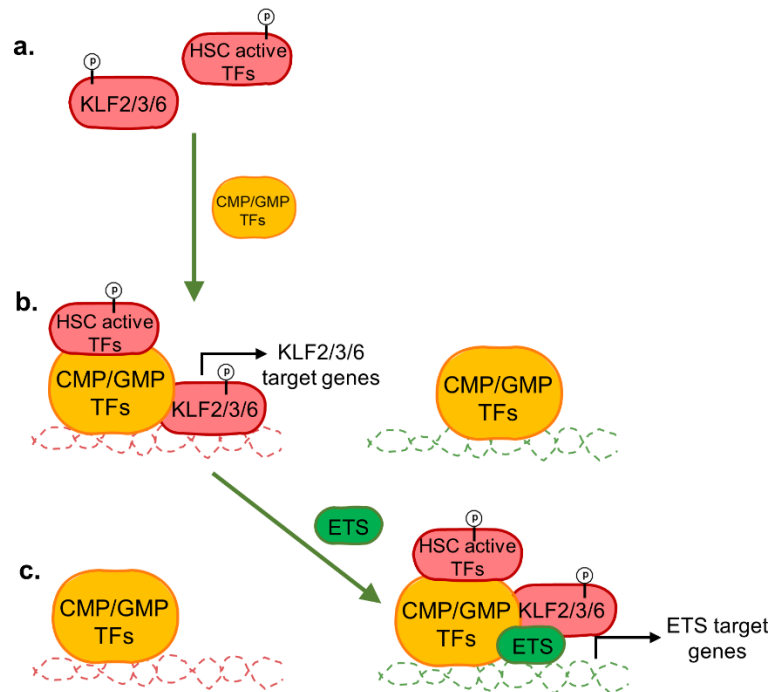 a.
P
HSC active
TFs
P
KLF2/3/6
CMP/GMP
TFs
b.
P
HSC active
TFs
CMP/GMP
TFs
P
KLF2/3/6
KLF2/3/6
target genes
CMP/GMP
TFs
ETS
c.
CMP/GMP
TFs
P
HSC active
TFs
CMP/GMP
TFs
P
KLF2/3/6
ETS
ETS target
genes